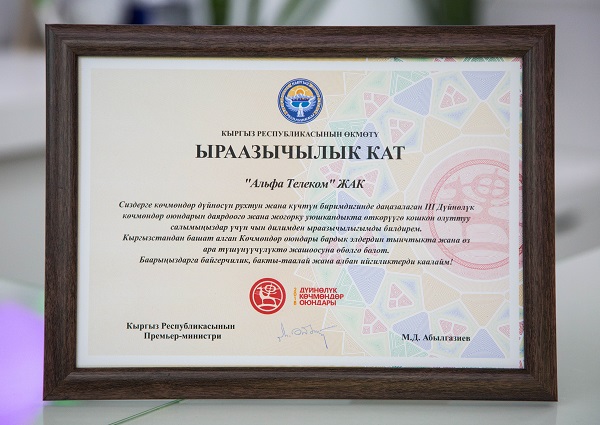 КЫРГЫЗ РЕСПУБЛИКАСЫНЫН ӨКМӨТҮ
ЫРААЗЫЧЫЛЫК КАТ
"Альфа Телеком" ЖАК
Сиздерге көчмөндөр дүйнөсүн рухтун жана күчтүн биримдигинде даңазалаган III Дүйнөлүк
көчмөндөр оюндарын даярдоого жана жогорку уюшкандыкта өткөрүүгө кошкон олуттуу
салымыңыздар үчүн чын дилимден ыраазычылыгымды билдирем.
Кыргызстандан башат алган Көчмөндөр оюндары бардык элдердин тынчтыкта жана өз
ара түшүнүүчүлүктө жашоосуна өбөлгө болот.
Баарыңыздарга байгерчилик, бакты-таалай жана албан ийгиликтерди каалайм!
ДҮЙНӨЛҮК
КӨЧМӨНДӨР
ОЮНДАРЫ
Кыргыз Республикасынын
Премьер-министри
М.Д. Абылгазиев